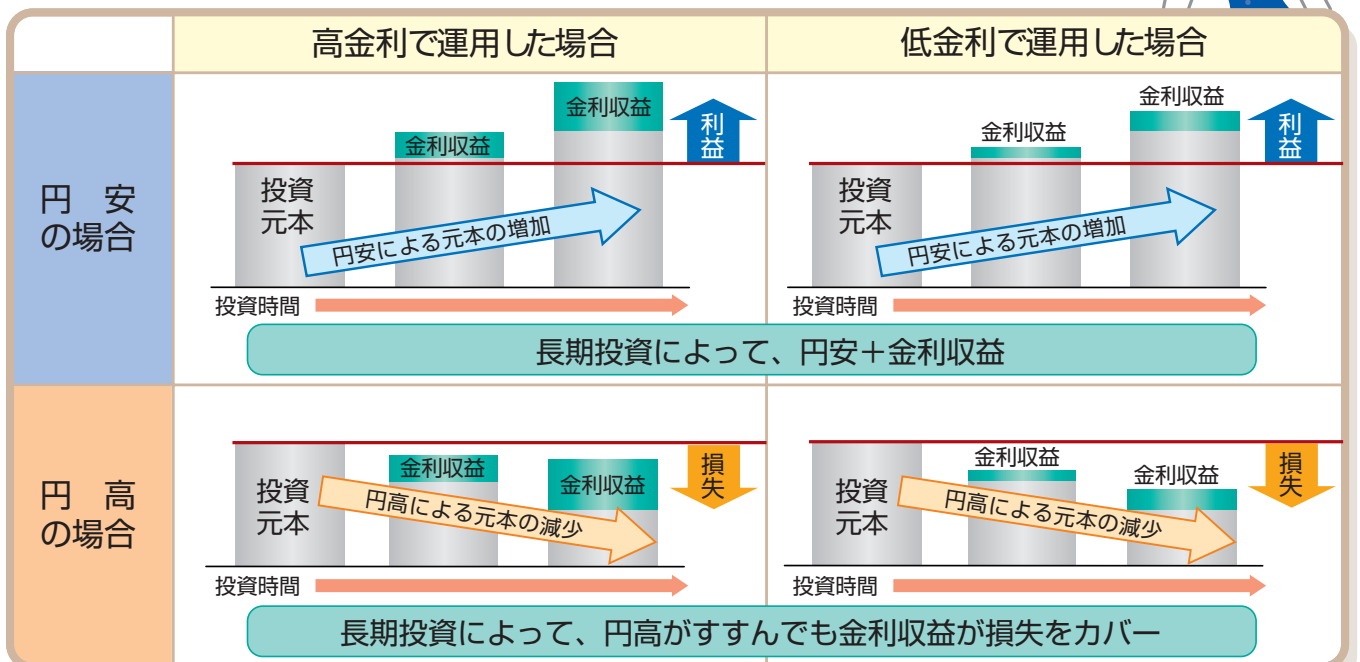 高金利で運用した場合
低金利で運用した場合
円 安
の場合
金利収益
金利収益
利益
投資
元本
円安による元本の増加
投資時間
金利収益
金利収益
利益
投資
元本
円安による元本の増加
投資時間
長期投資によって、円安＋金利収益
円 高
の場合
金利収益
金利収益
損失
投資
元本
円高による元本の減少
投資時間
金利収益
金利収益
損失
投資
元本
円高による元本の減少
投資時間
長期投資によって、円高がすすんでも金利収益が損失をカバー